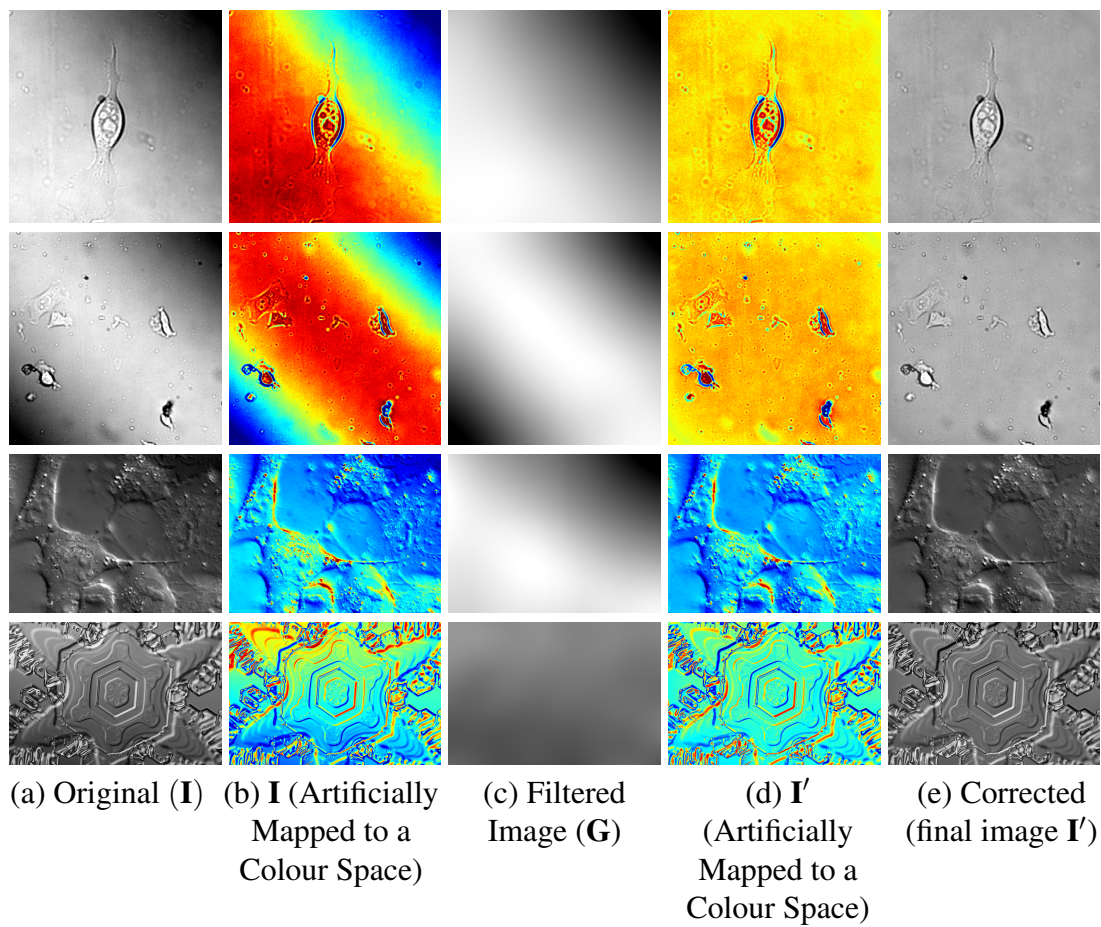 (a) Original (I)
(b) I (Artificially
Mapped to a
Colour Space)
(c) Filtered
Image (G)
(d) I′
(Artificially
Mapped to a
Colour Space)
(e) Corrected
(final image I′)